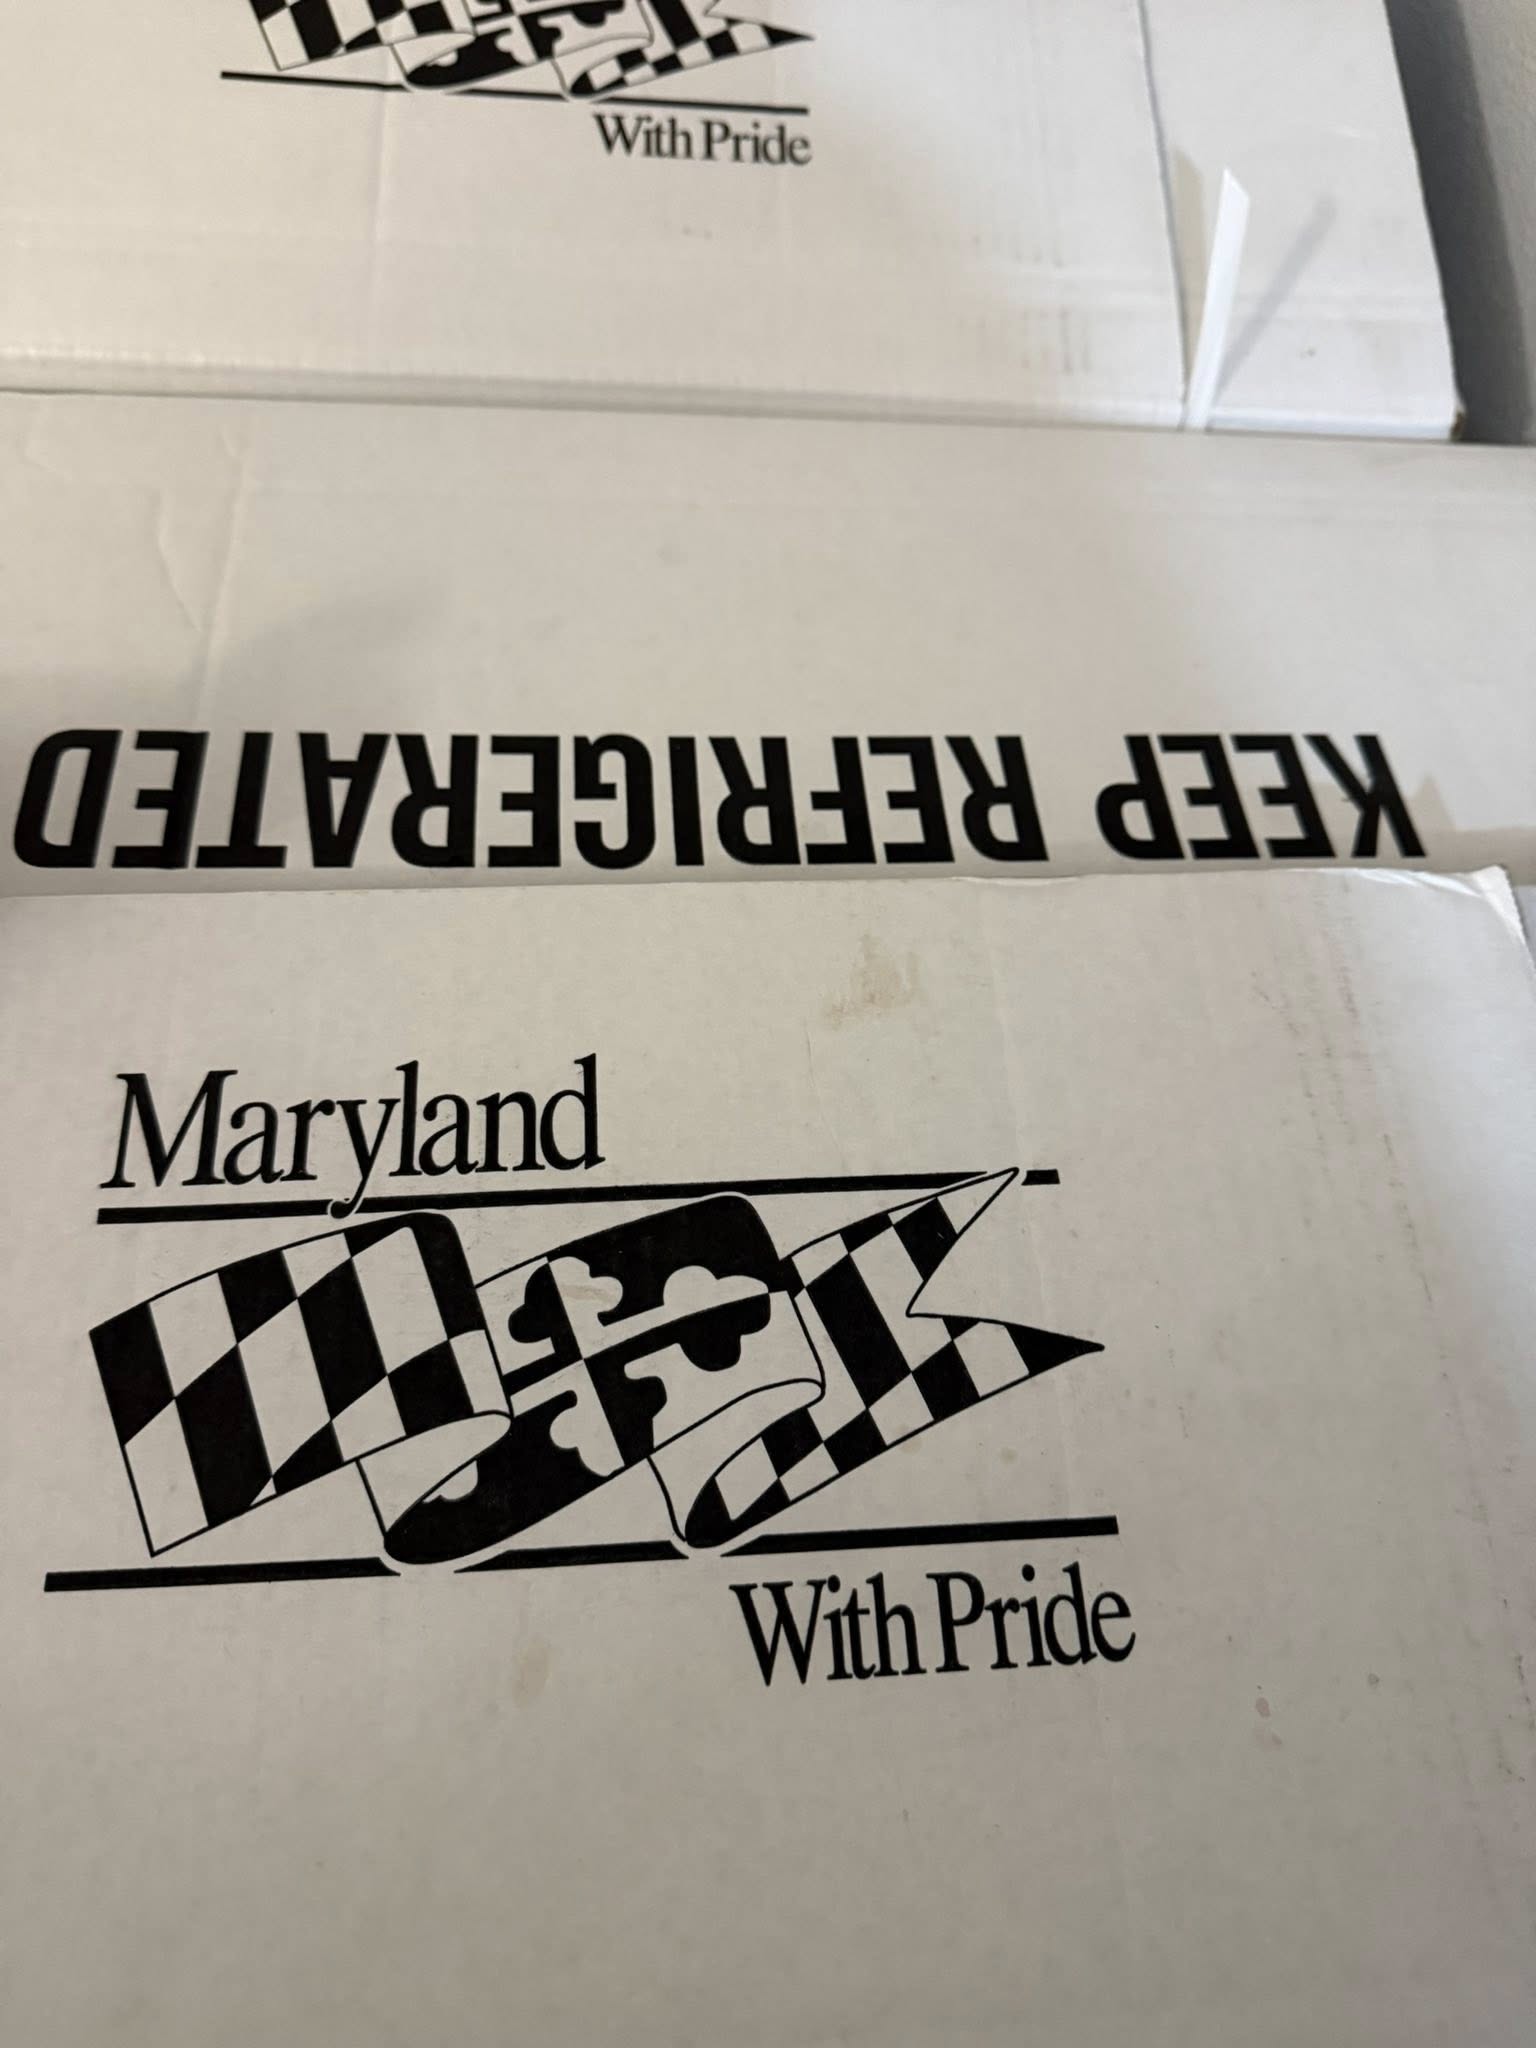 With Pride
KEEP REFRIGERATED
Maryland
With Pride